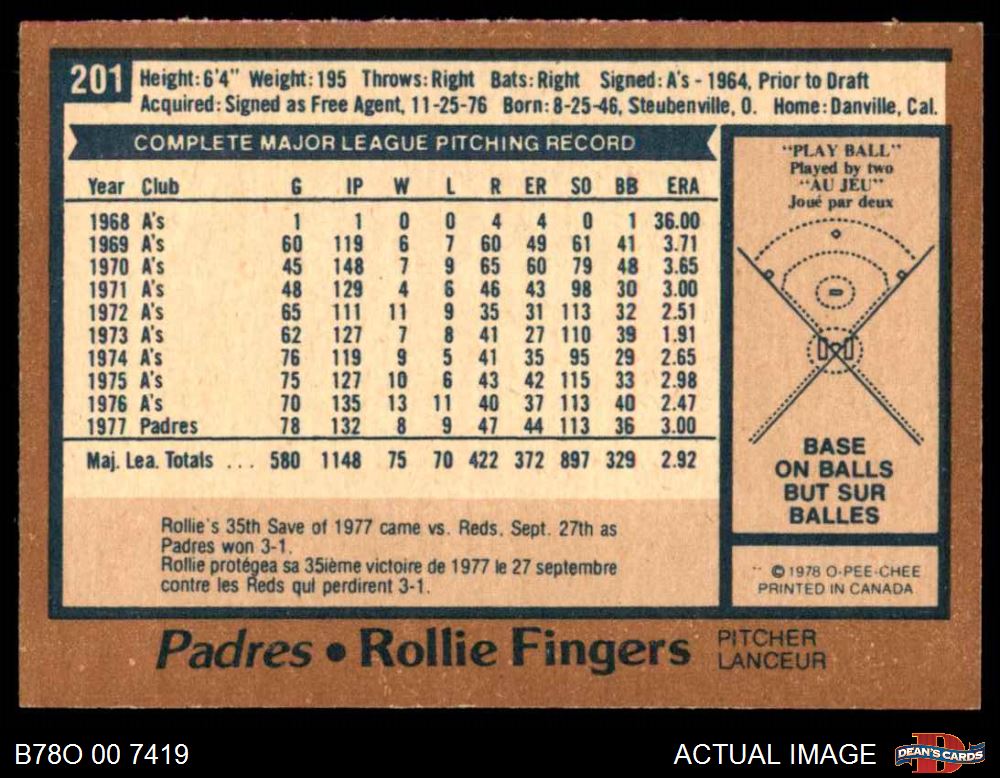 201
Height: 6'4" Weight: 195 Throws: Right Bats: Right Signed: A's - 1964, Prior to Draft
Acquired: Signed as Free Agent, 11-25-76 Born: 8-25-46, Steubenville, O. Home: Danville, Cal.
COMPLETE MAJOR LEAGUE PITCHING RECORD
Year Club G IP W L R ER SO BB ERA
1968 A's 1 1 0 0 4 4 0 1 36.00
1969 A's 60 119 6 7 60 49 61 41 3.71
1970 A's 45 148 7 9 65 60 79 48 3.65
1971 A's 48 129 4 6 46 43 98 30 3.00
1972 A's 65 111 11 9 35 31 113 32 2.51
1973 A's 62 127 7 8 41 27 110 39 1.91
1974 A's 76 119 9 5 41 35 95 29 2.65
1975 A's 75 127 10 6 43 42 115 33 2.98
1976 A's 70 135 13 11 40 37 113 40 2.47
1977 Padres 78 132 8 9 47 44 113 36 3.00
Maj. Lea. Totals ... 580 1148 75 70 422 372 897 329 2.92
Rollie's 35th Save of 1977 came vs. Reds, Sept. 27th as
Padres won 3-1.
Rollie protégea sa 35ième victoire de 1977 le 27 septembre
contre les Reds qui perdirent 3-1.
"PLAY BALL"
Played by two
"AU JEU"
Joué par deux
BASE
ON BALLS
BUT SUR
BALLES
© 1978 O-PEE-CHEE
PRINTED IN CANADA
Padres • Rollie Fingers
PITCHER
LANCEUR
B78O 00 7419
ACTUAL IMAGE
DEAN'S CARDS